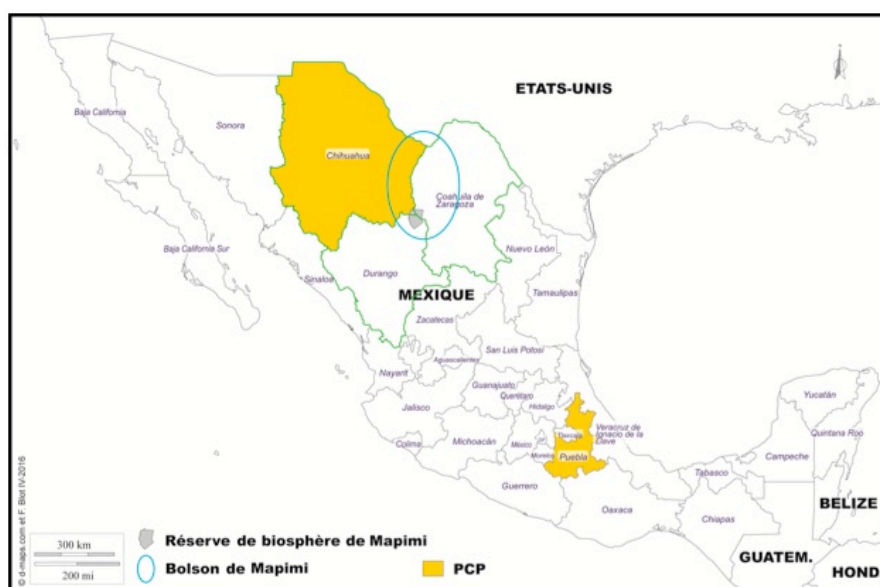 ETATS-UNIS
Baja California
Sonora
Chihuahua
Coahuila de
Zaragoza
Baja California Sur
Nuevo León
Sinaloa
Durango
MEXIQUE
Tamaulipas
Zacatecas
San Luis Potosí
Aguascalientes
Nayarit
Guanajuato
Querétaro
Hidalgo
Yucatán
Jalisco
Veracruz de
Ignacio de la
Llave
Quintana Roo
Tlaxcala
México
Michoacán
Colima
Morelos
Puebla
Campeche
Tabasco
Guerrero
Oaxaca
Chiapas
BELIZE
GUATEM.
HOND
300 km
200 mi
Réserve de biosphère de Mapimi
Bolson de Mapimi
PCP
© d-maps.com et F. Blot IV-2016